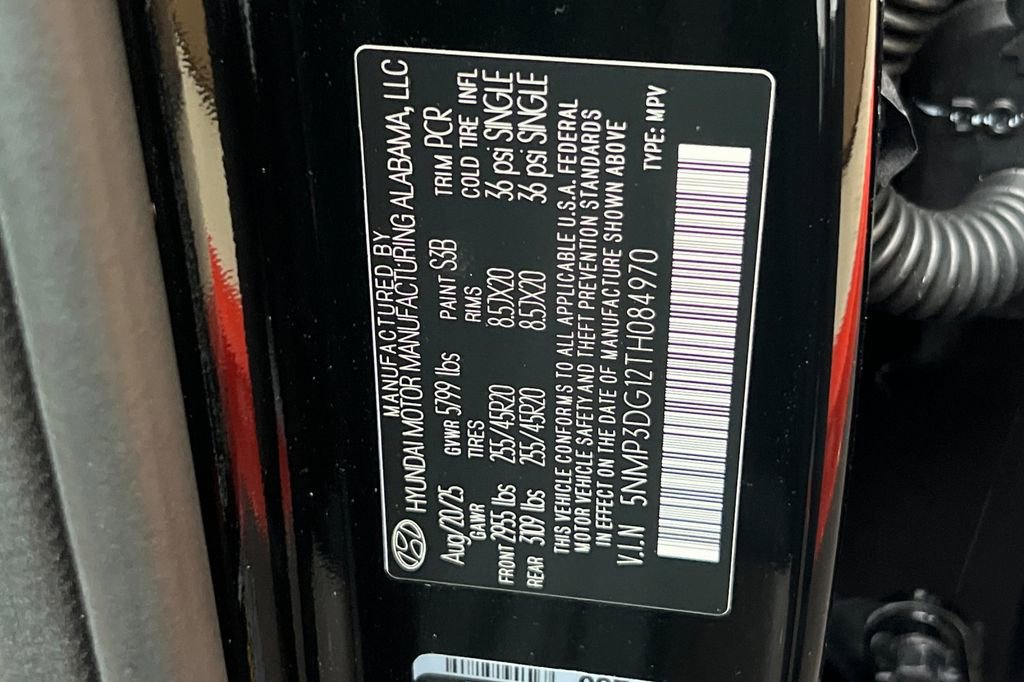 MANUFACTURED BY
HYUNDAI MOTOR MANUFACTURING ALABAMA, LLC
Aug/20/25 GVWR 5799 lbs PAINT S3B TRIM PCR
GAWR TIRES RIMS COLD TIRE INFL
FRONT 2955 lbs 255/45R20 8.5JX20 36 psi SINGLE
REAR 3109 lbs 255/45R20 8.5JX20 36 psi SINGLE
THIS VEHICLE CONFORMS TO ALL APPLICABLE U.S.A. FEDERAL
MOTOR VEHICLE SAFETY AND THEFT PREVENTION STANDARDS
IN EFFECT ON THE DATE OF MANUFACTURE SHOWN ABOVE
V.I.N 5NMP3DG12TH084970 TYPE: MPV